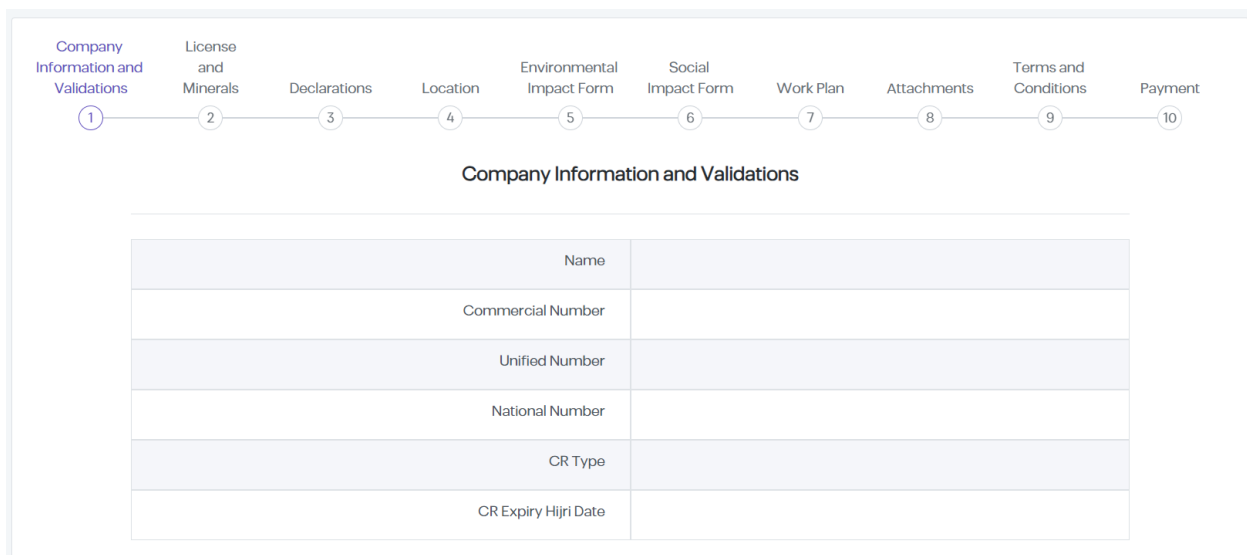 Company Information and Validations
License and Minerals
Declarations
Location
Environmental Impact Form
Social Impact Form
Work Plan
Attachments
Terms and Conditions
Payment
1 2 3 4 5 6 7 8 9 10
Company Information and Validations
Name
Commercial Number
Unified Number
National Number
CR Type
CR Expiry Hijri Date